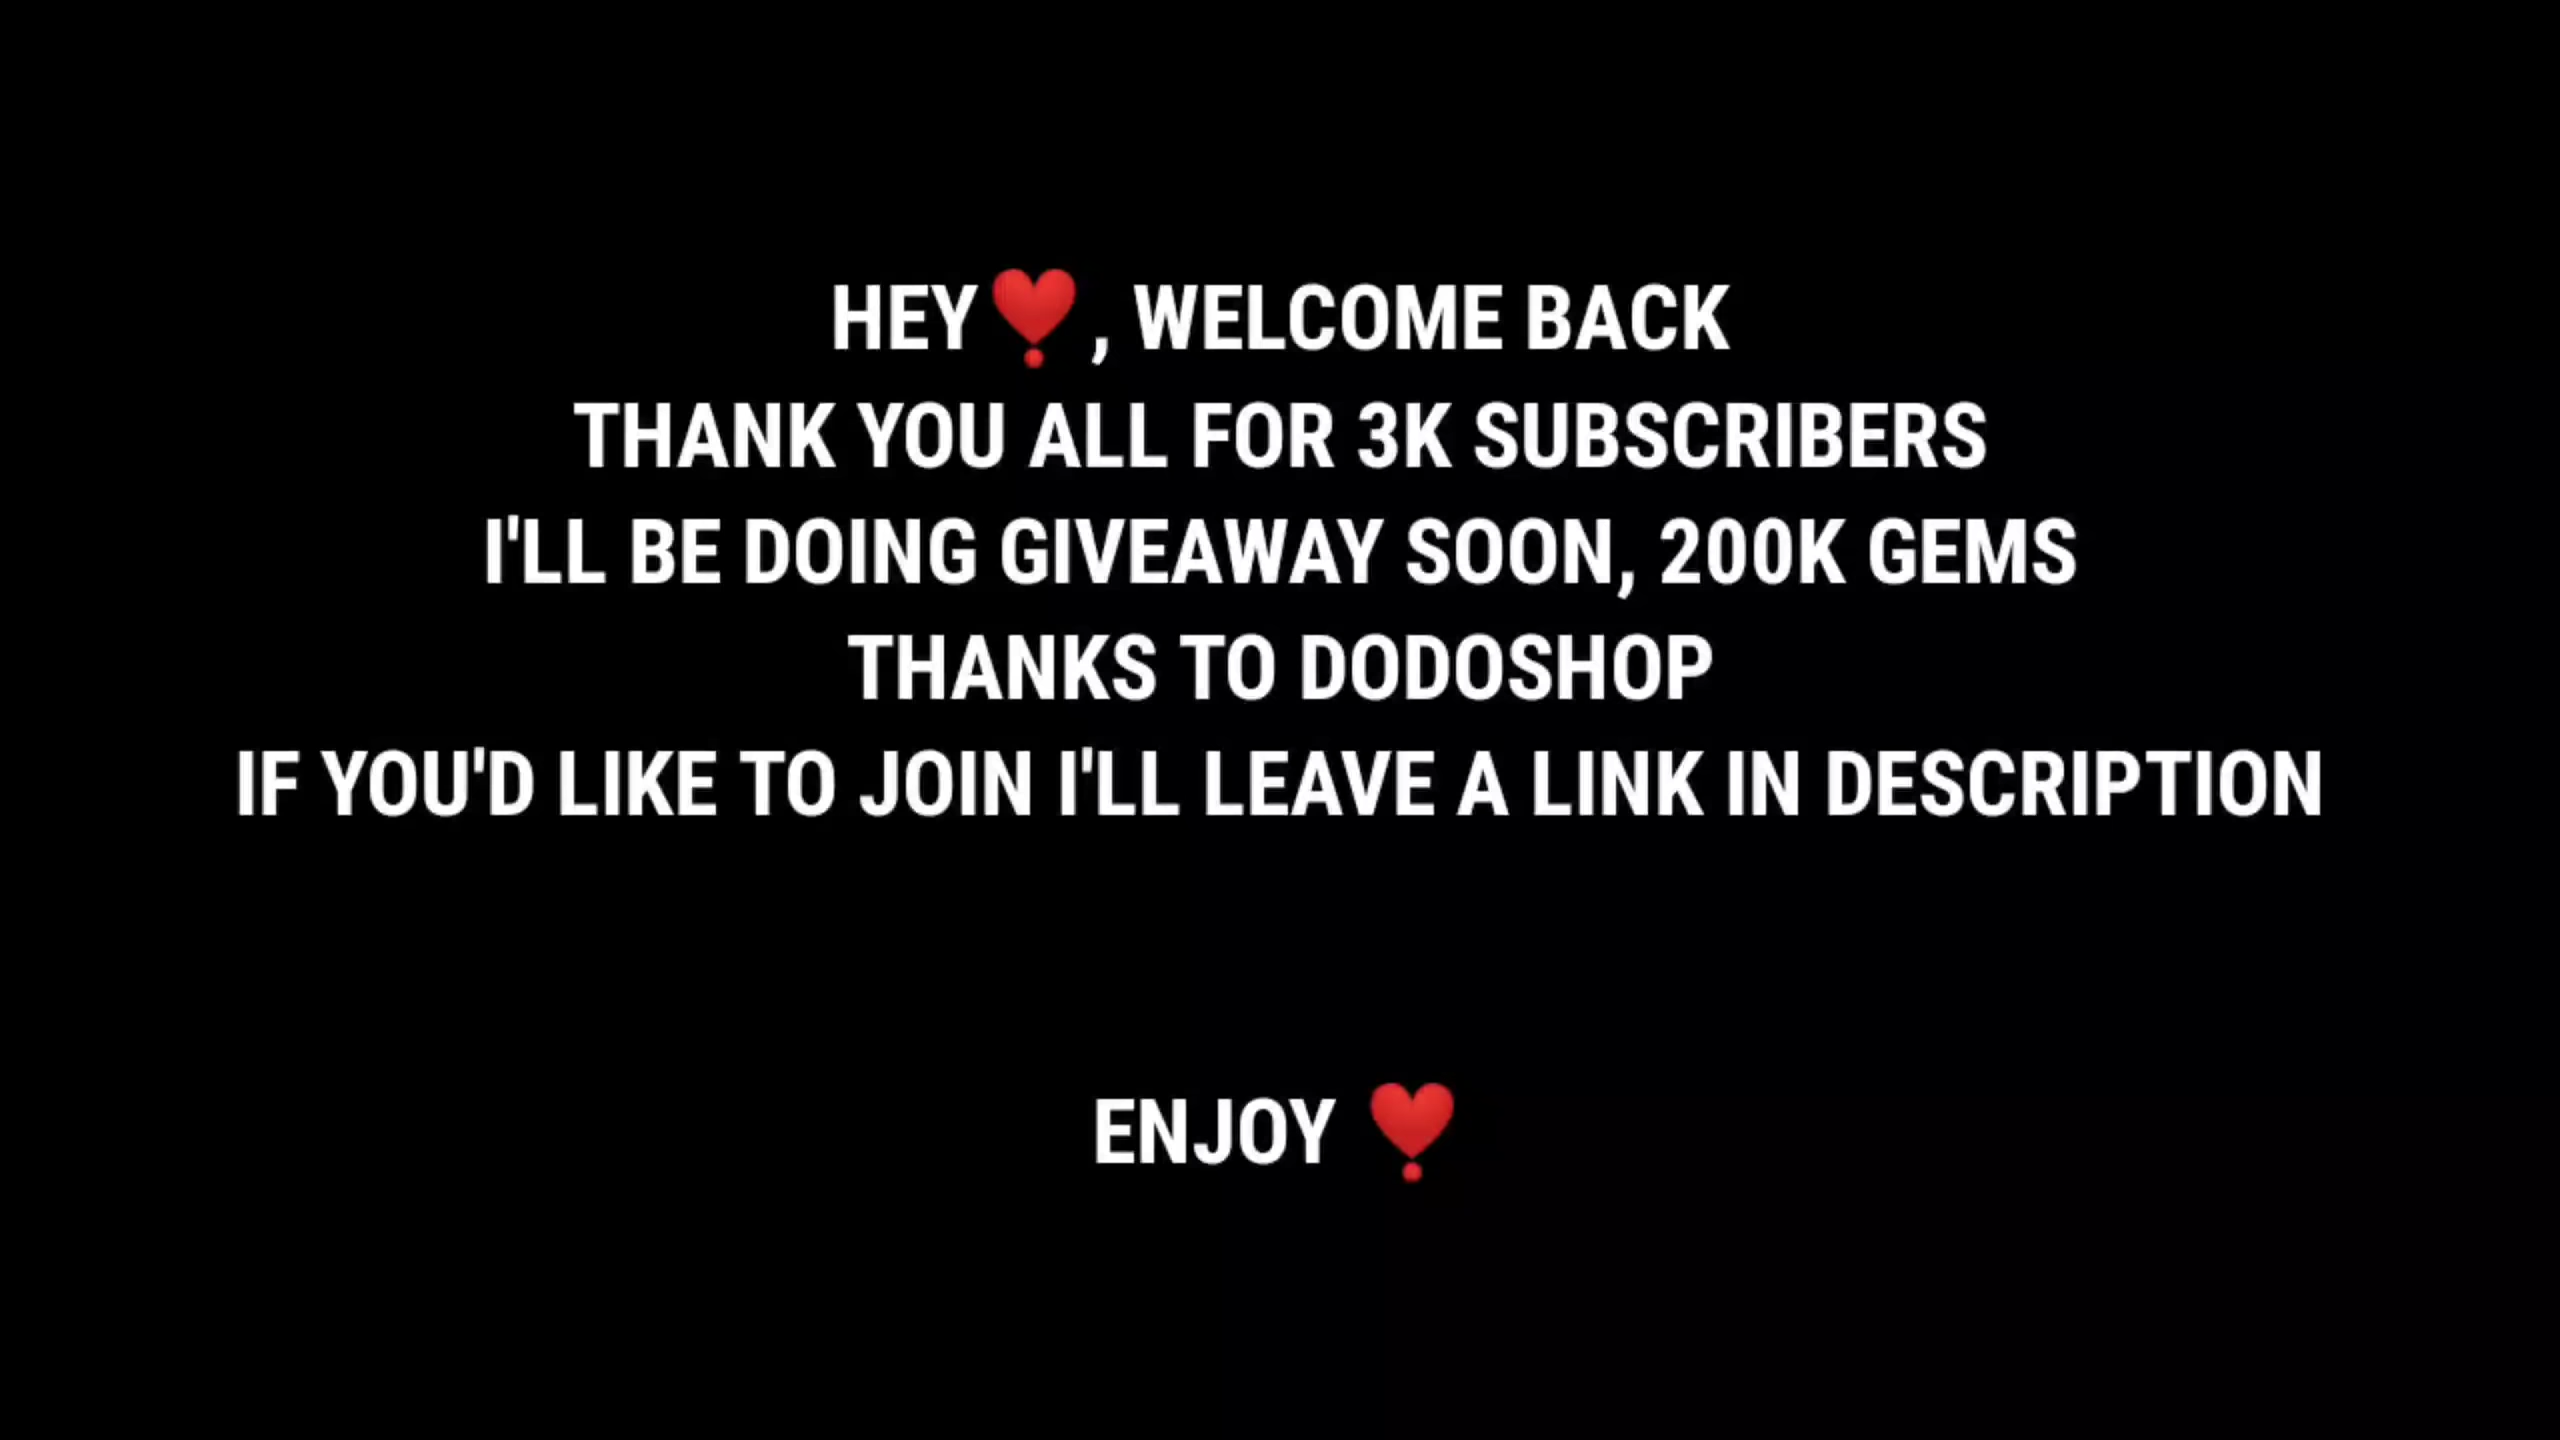 HEY❣️, WELCOME BACK
THANK YOU ALL FOR 3K SUBSCRIBERS
I'LL BE DOING GIVEAWAY SOON, 200K GEMS
THANKS TO DODOSHOP
IF YOU'D LIKE TO JOIN I'LL LEAVE A LINK IN DESCRIPTION
ENJOY ❣️